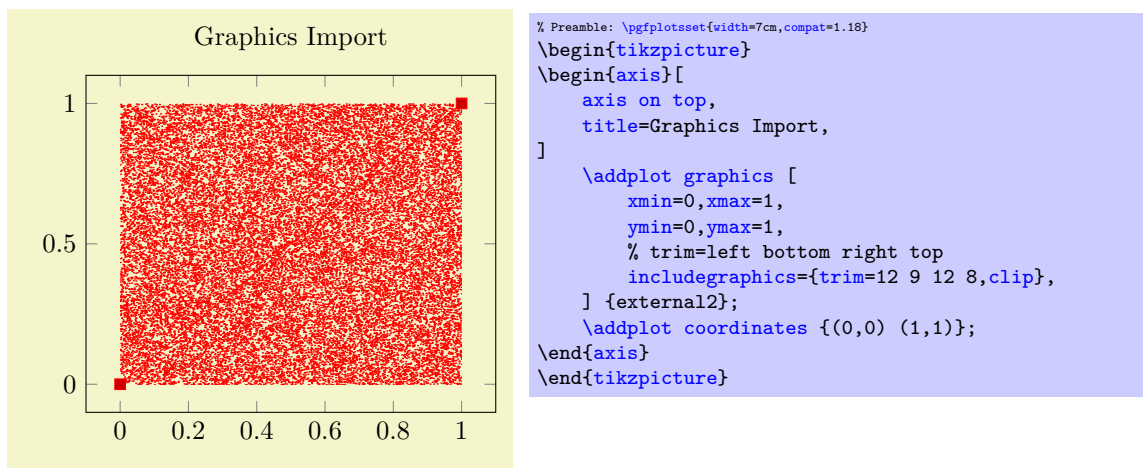 Graphics Import
1
0.5
0
0 0.2 0.4 0.6 0.8 1
% Preamble: \pgfplotsset{width=7cm,compat=1.18}
\begin{tikzpicture}
\begin{axis}[
    axis on top,
    title=Graphics Import,
]
    \addplot graphics [
        xmin=0,xmax=1,
        ymin=0,ymax=1,
        % trim=left bottom right top
        includegraphics={trim=12 9 12 8,clip},
    ] {external2};
    \addplot coordinates {(0,0) (1,1)};
\end{axis}
\end{tikzpicture}